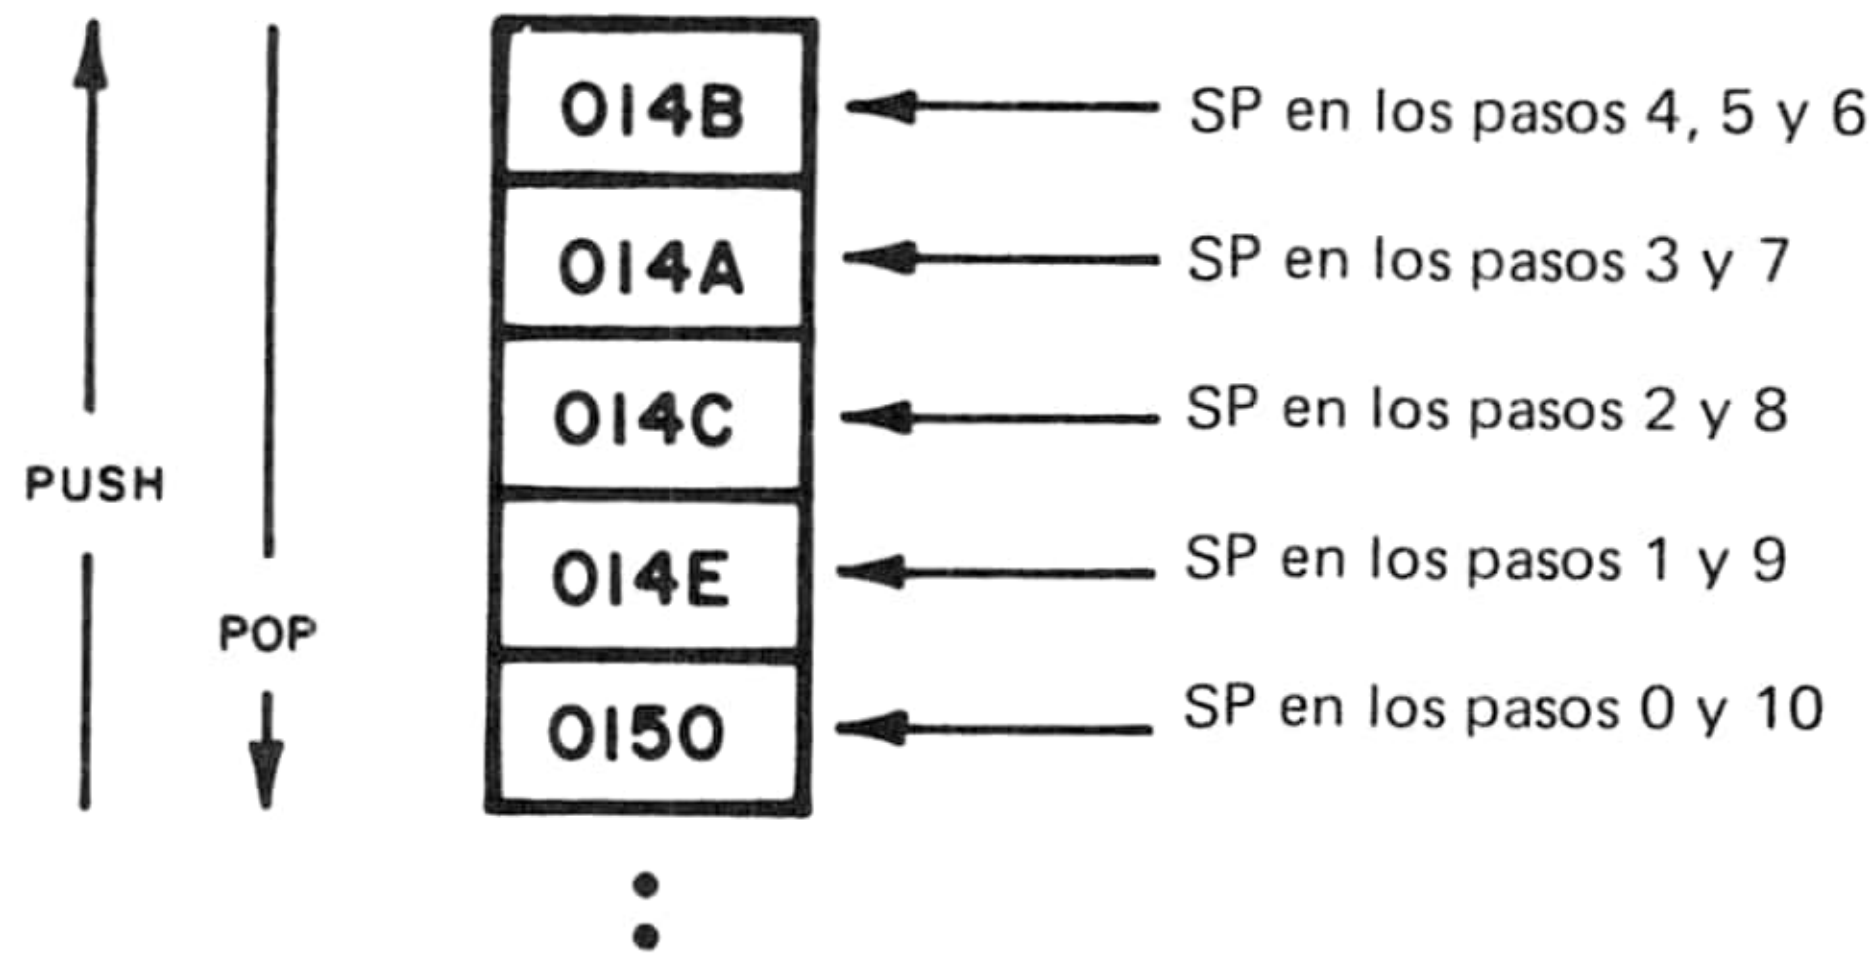 014B SP en los pasos 4, 5 y 6
014A SP en los pasos 3 y 7
014C SP en los pasos 2 y 8
PUSH
014E SP en los pasos 1 y 9
POP
0150 SP en los pasos 0 y 10